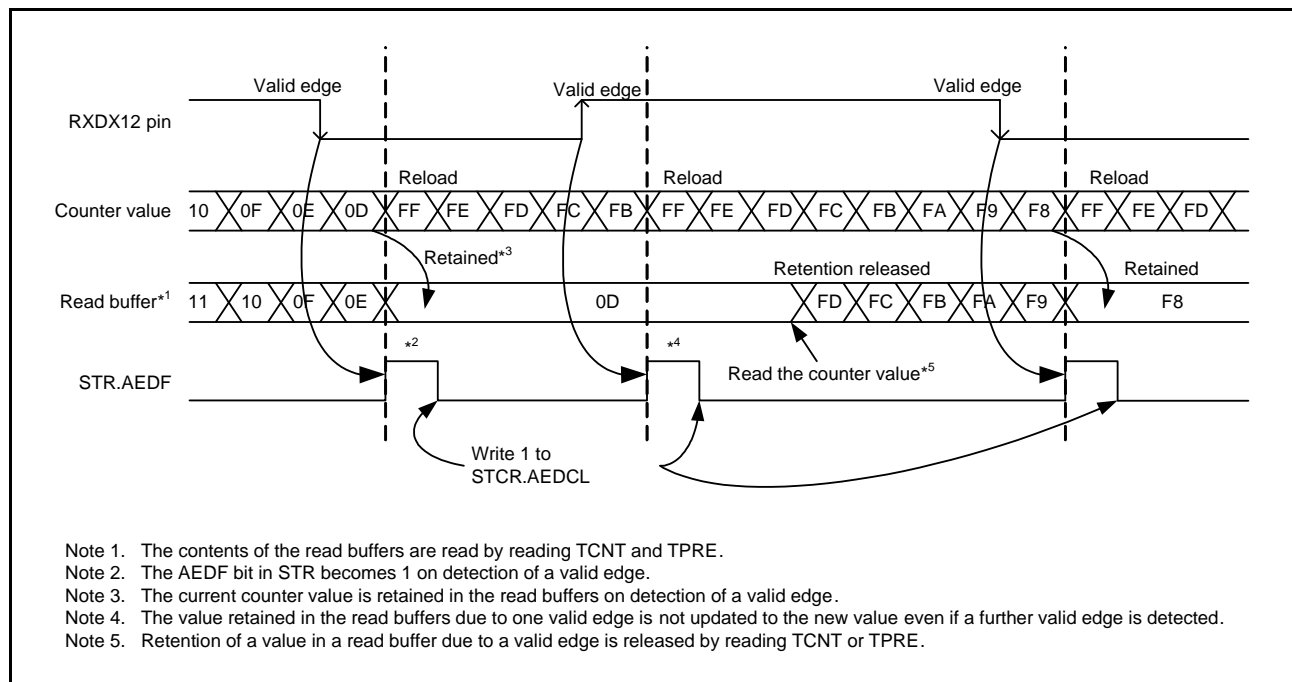 Valid edge Valid edge Valid edge
RXDX12 pin
Reload Reload Reload
Counter value 10 0F 0E 0D FF FE FD FC FB FF FE FD FC FB FA F9 F8 FF FE FD
Retained*3 Retention released Retained
Read buffer*1 11 10 0F 0E 0D FD FC FB FA F9 F8
*2 *4
STR.AEDF Read the counter value*5
Write 1 to
STCR.AEDCL
Note 1. The contents of the read buffers are read by reading TCNT and TPRE.
Note 2. The AEDF bit in STR becomes 1 on detection of a valid edge.
Note 3. The current counter value is retained in the read buffers on detection of a valid edge.
Note 4. The value retained in the read buffers due to one valid edge is not updated to the new value even if a further valid edge is detected.
Note 5. Retention of a value in a read buffer due to a valid edge is released by reading TCNT or TPRE.